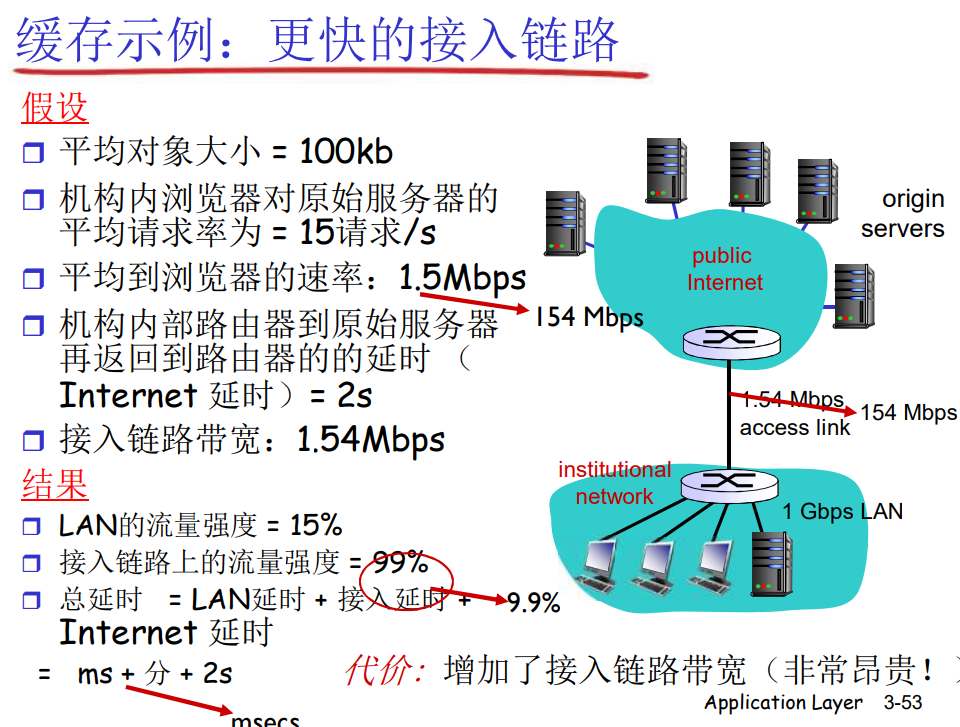 缓存示例：更快的接入链路
假设
平均对象大小 = 100kb
机构内浏览器对原始服务器的
平均请求率为 = 15请求/s
平均到浏览器的速率：1.5Mbps
154 Mbps
机构内部路由器到原始服务器
再返回到路由器的的延时 （
Internet 延时）= 2s
接入链路带宽：1.54Mbps
结果
LAN的流量强度 = 15%
接入链路上的流量强度 = 99%
9.9%
总延时 = LAN延时 + 接入延时 +
Internet 延时
= ms + 分 + 2s
msecs
origin
servers
public
Internet
1.54 Mbps
access link
154 Mbps
institutional
network
1 Gbps LAN
代价：增加了接入链路带宽（非常昂贵！）
Application Layer 3-53